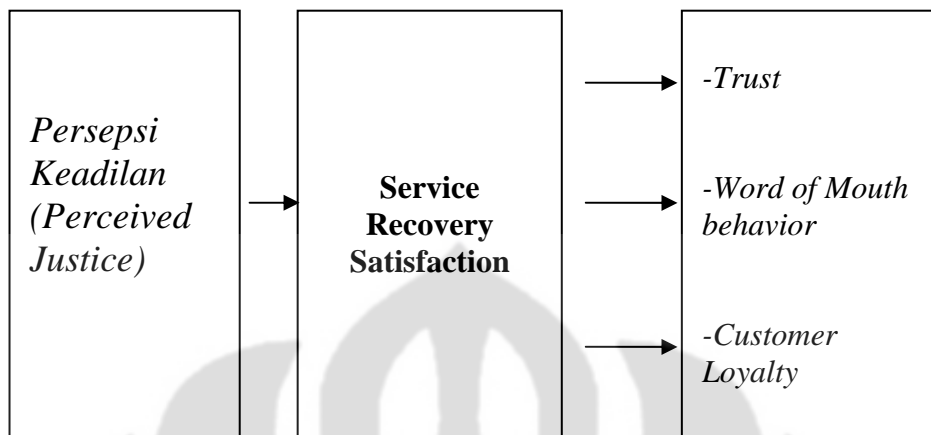 Persepsi
Keadilan
(Perceived
Justice)
Service
Recovery
Satisfaction
-Trust
-Word of Mouth
behavior
-Customer
Loyalty